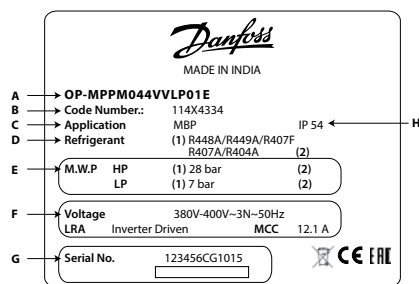 Danfoss
MADE IN INDIA
A OP-MPPM044VVLP01E
B Code Number.: 114X4334
C Application MBP IP 54 H
D Refrigerant (1) R448A/R449A/R407F
R407A/R404A (2)
E M.W.P HP (1) 28 bar (2)
LP (1) 7 bar (2)
F Voltage 380V-400V~3N~50Hz
LRA Inverter Driven MCC 12.1 A
G Serial No. 123456CG1015
CE EAC